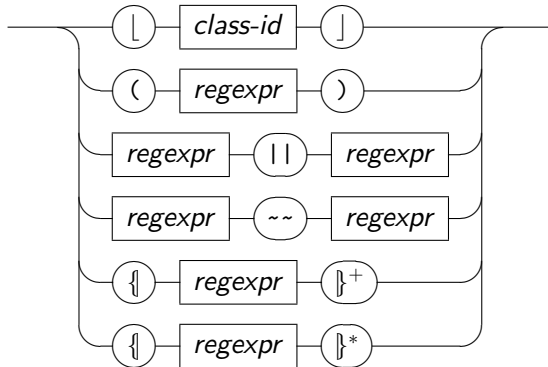 ⌊ class-id ⌋
( regexpr )
regexpr || regexpr
regexpr ~~ regexpr
⦃ regexpr ⦄+
⦃ regexpr ⦄*